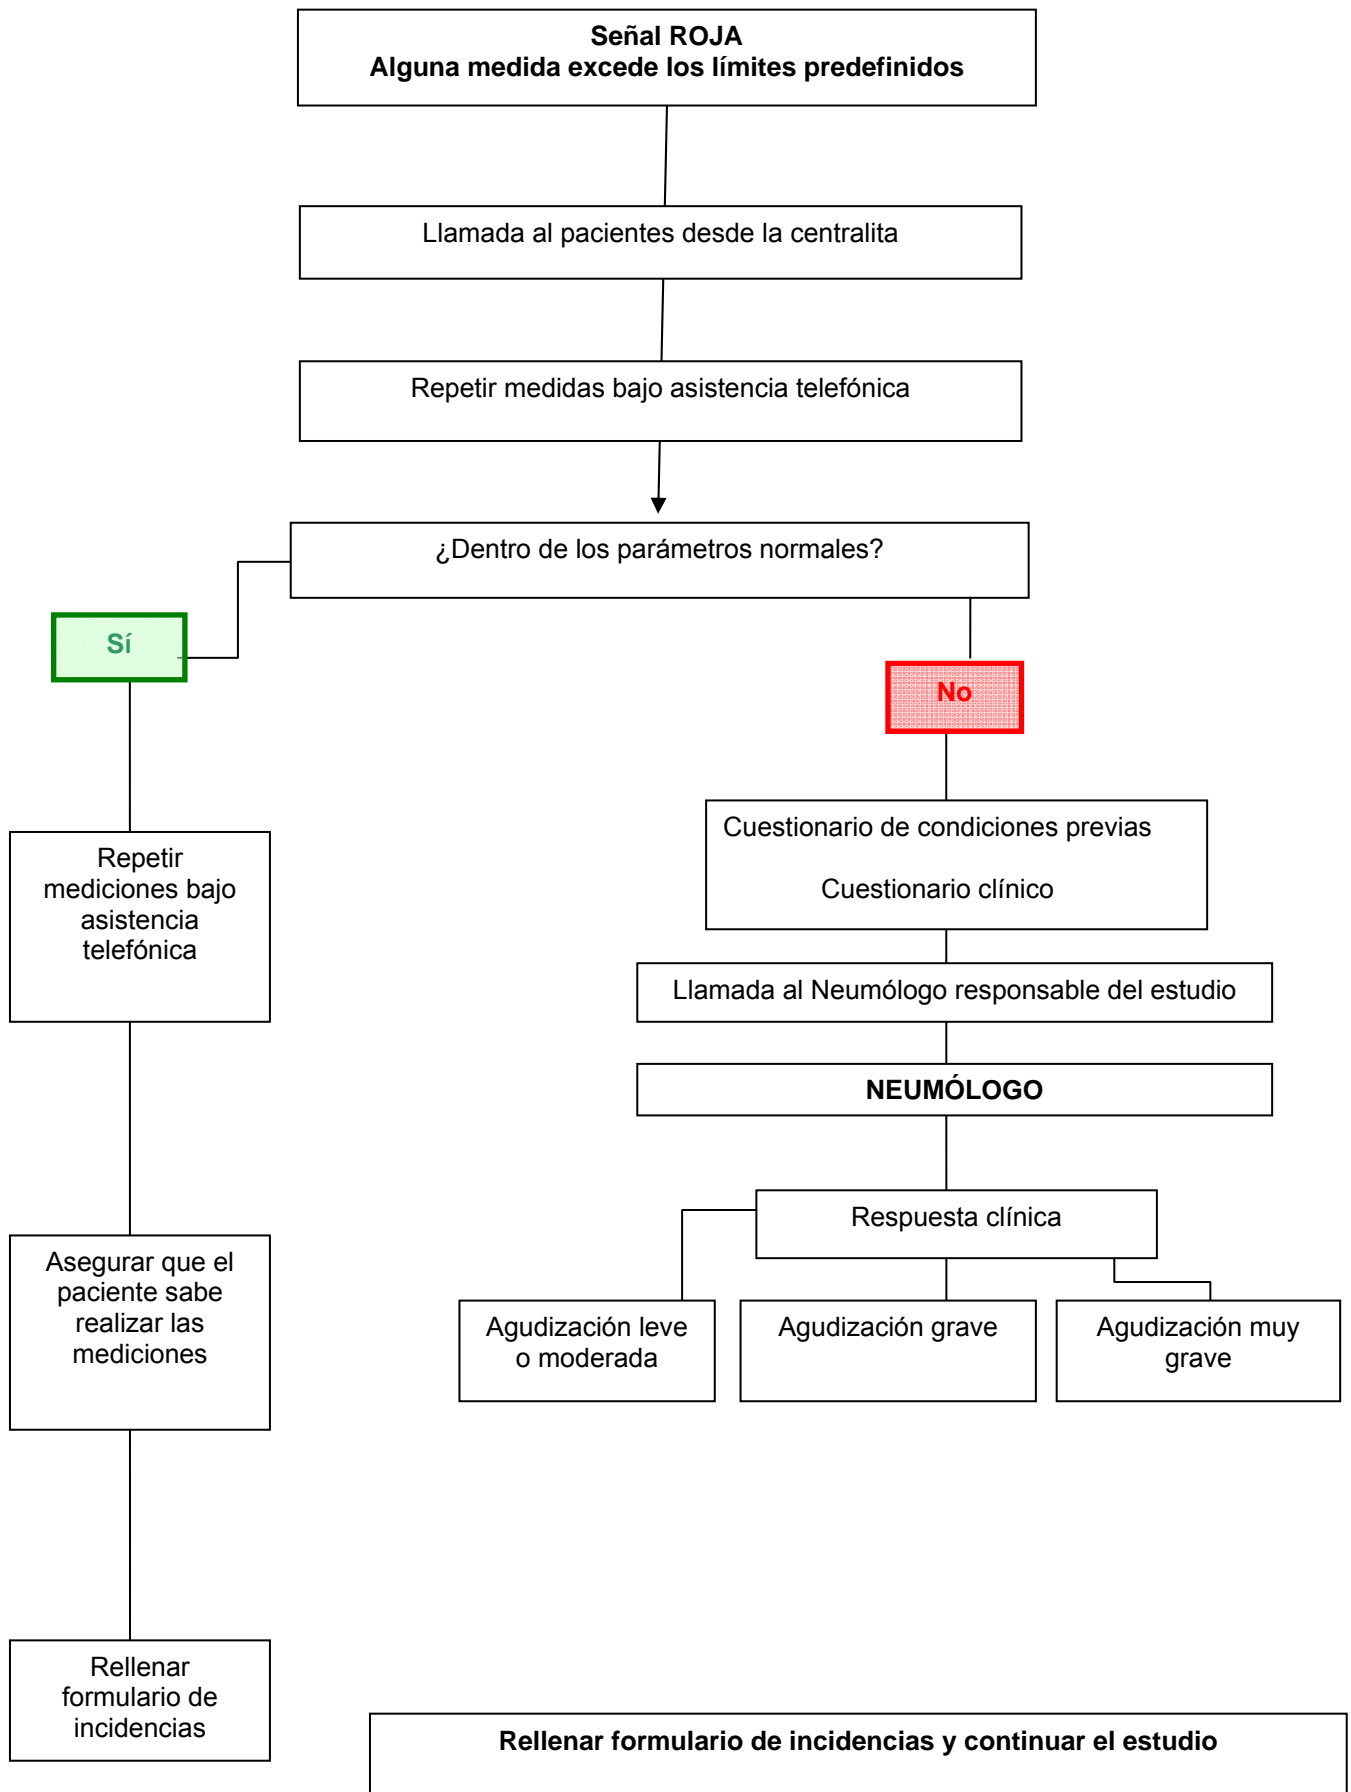 Señal ROJA
Alguna medida excede los límites predefinidos
Llamada al pacientes desde la centralita
Repetir medidas bajo asistencia telefónica
¿Dentro de los parámetros normales?
Sí
No
Repetir
mediciones bajo
asistencia
telefónica
Asegurar que el
paciente sabe
realizar las
mediciones
Rellenar
formulario de
incidencias
Cuestionario de condiciones previas
Cuestionario clínico
Llamada al Neumólogo responsable del estudio
NEUMÓLOGO
Respuesta clínica
Agudización leve
o moderada
Agudización grave
Agudización muy
grave
Rellenar formulario de incidencias y continuar el estudio